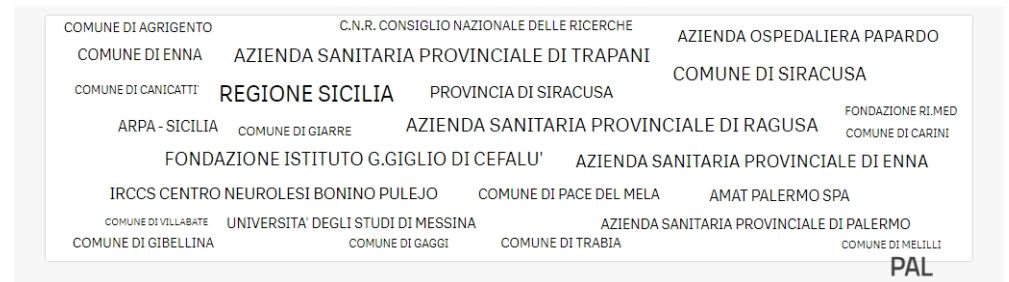 COMUNE DI AGRIGENTO
C.N.R. CONSIGLIO NAZIONALE DELLE RICERCHE
AZIENDA OSPEDALIERA PAPARDO
COMUNE DI ENNA
AZIENDA SANITARIA PROVINCIALE DI TRAPANI
COMUNE DI SIRACUSA
COMUNE DI CANICATTI'
REGIONE SICILIA
PROVINCIA DI SIRACUSA
FONDAZIONE RI.MED
ARPA - SICILIA
COMUNE DI GIARRE
AZIENDA SANITARIA PROVINCIALE DI RAGUSA
COMUNE DI CARINI
FONDAZIONE ISTITUTO G.GIGLIO DI CEFALU'
AZIENDA SANITARIA PROVINCIALE DI ENNA
IRCCS CENTRO NEUROLESI BONINO PULEJO
COMUNE DI PACE DEL MELA
AMAT PALERMO SPA
COMUNE DI VILLABATE
UNIVERSITA' DEGLI STUDI DI MESSINA
AZIENDA SANITARIA PROVINCIALE DI PALERMO
COMUNE DI GIBELLINA
COMUNE DI GAGGI
COMUNE DI TRABIA
COMUNE DI MELILLI
PAL